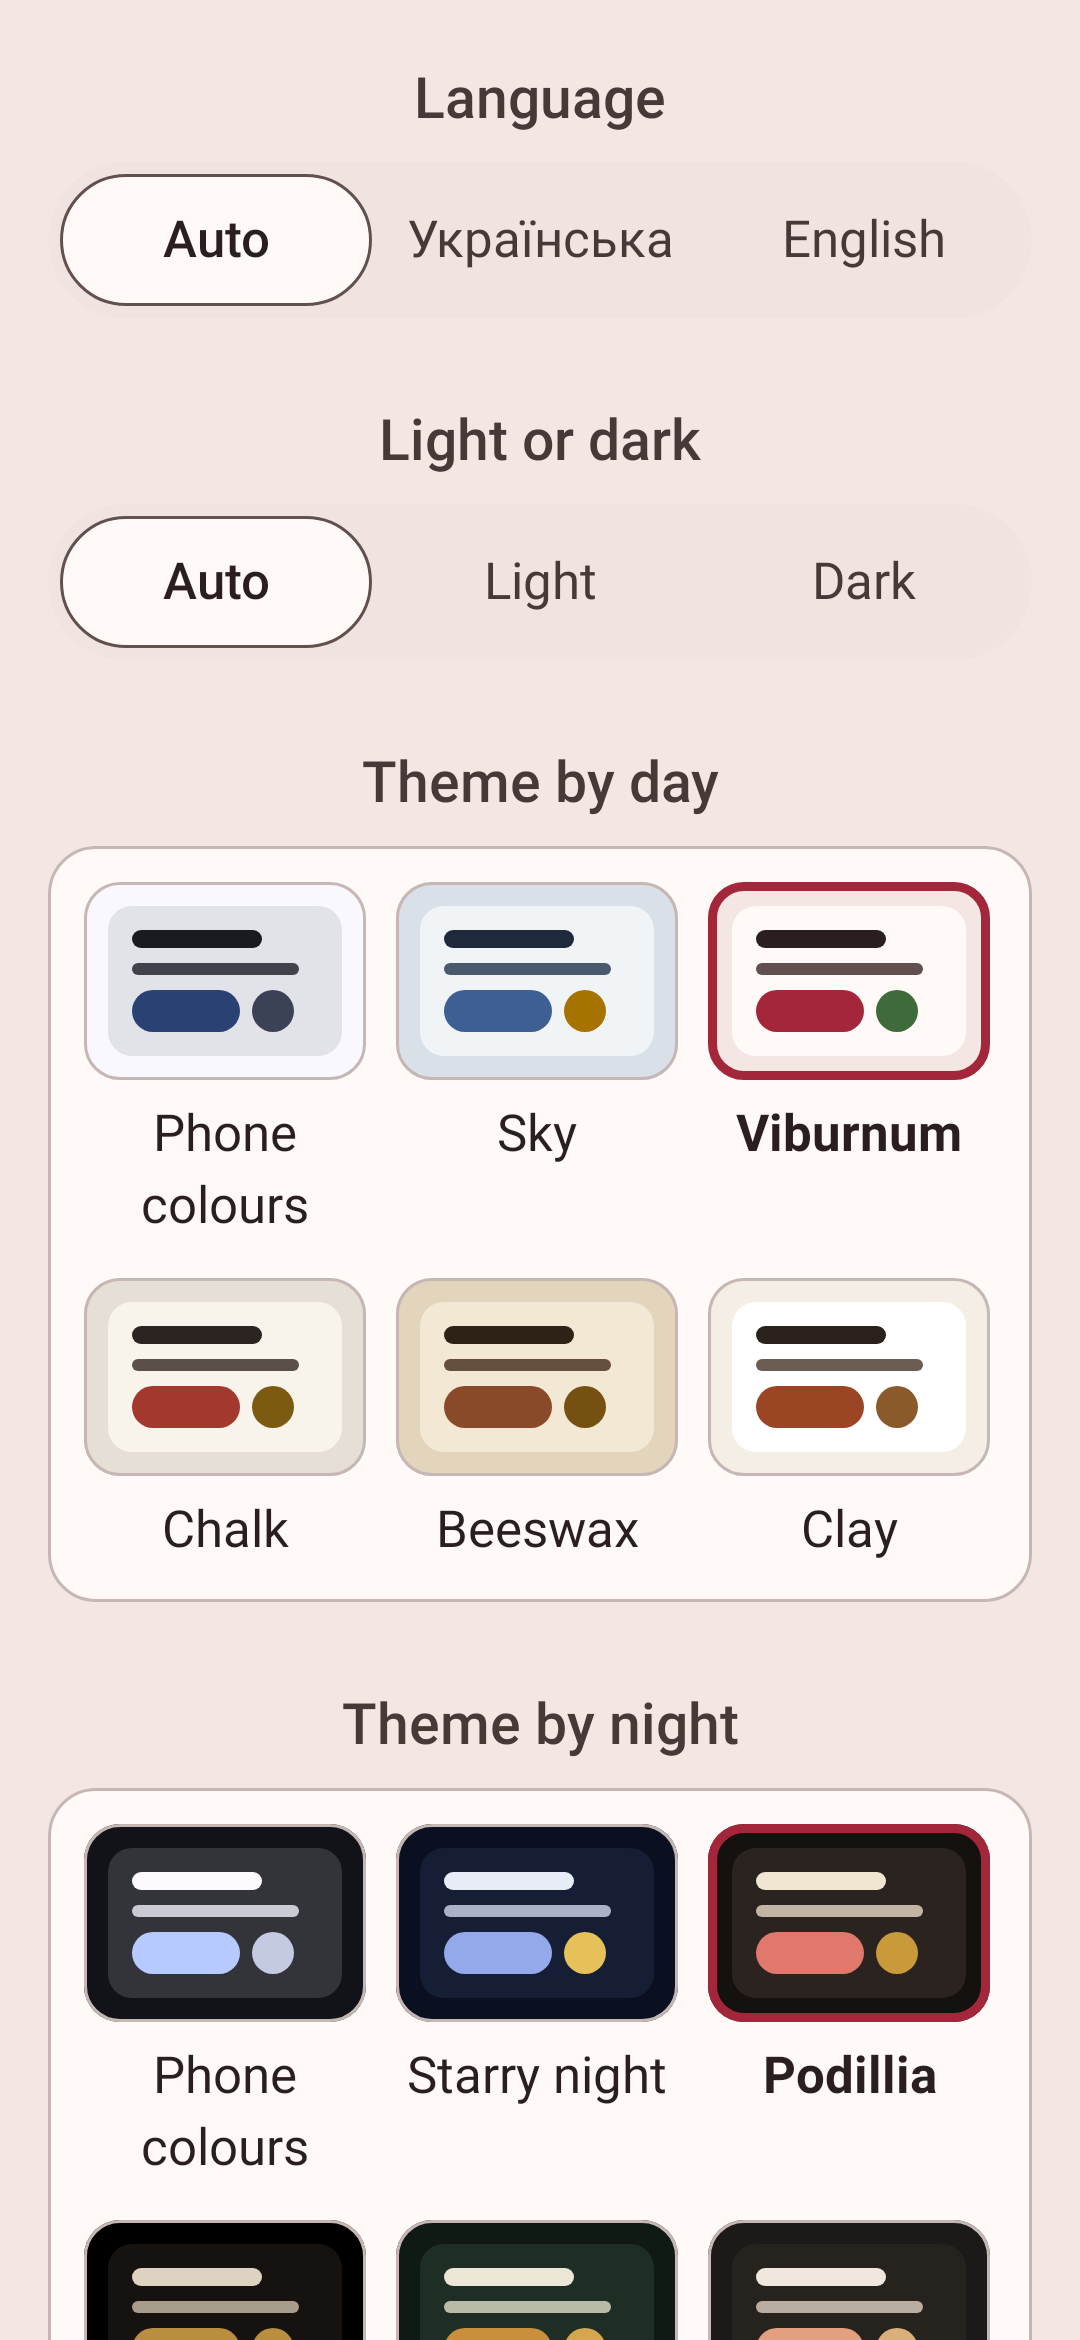 Language
Auto Українська English
Light or dark
Auto Light Dark
Theme by day
Phone colours Sky Viburnum
Chalk Beeswax Clay
Theme by night
Phone colours Starry night Podillia